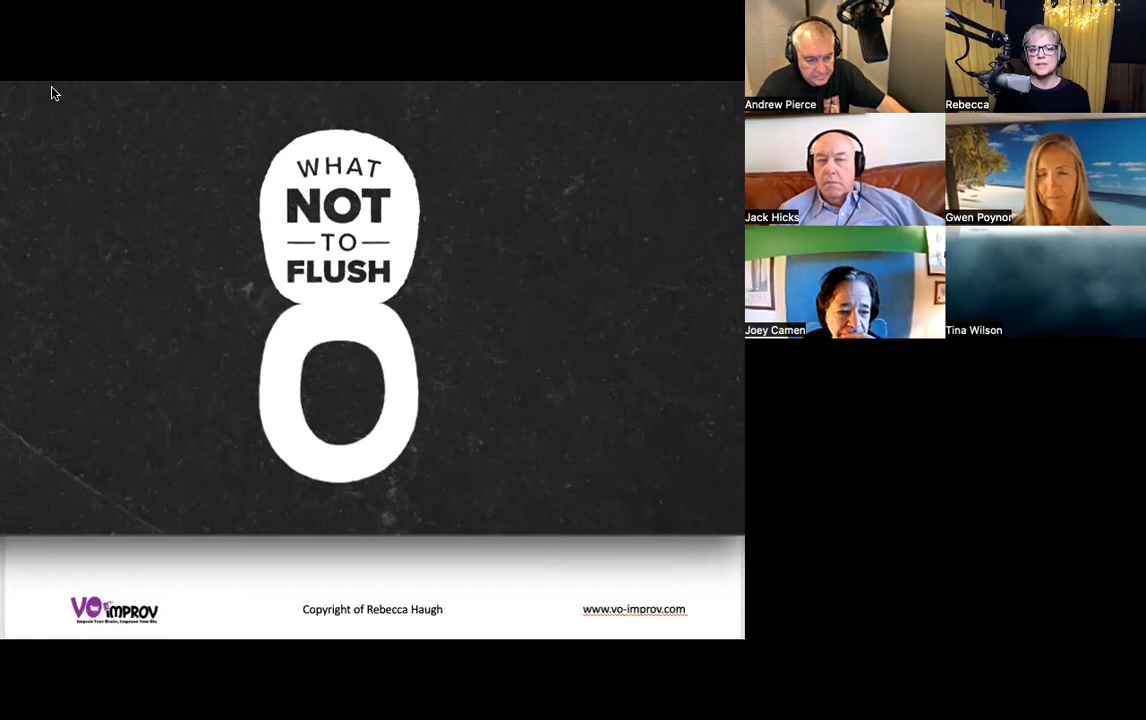 WHAT
NOT
TO
FLUSH
VO IMPROV
Improv Your Brain, Improve Your Biz
Copyright of Rebecca Haugh
www.vo-improv.com
Andrew Pierce
Rebecca
Jack Hicks
Gwen Poynor
Joey Camen
Tina Wilson